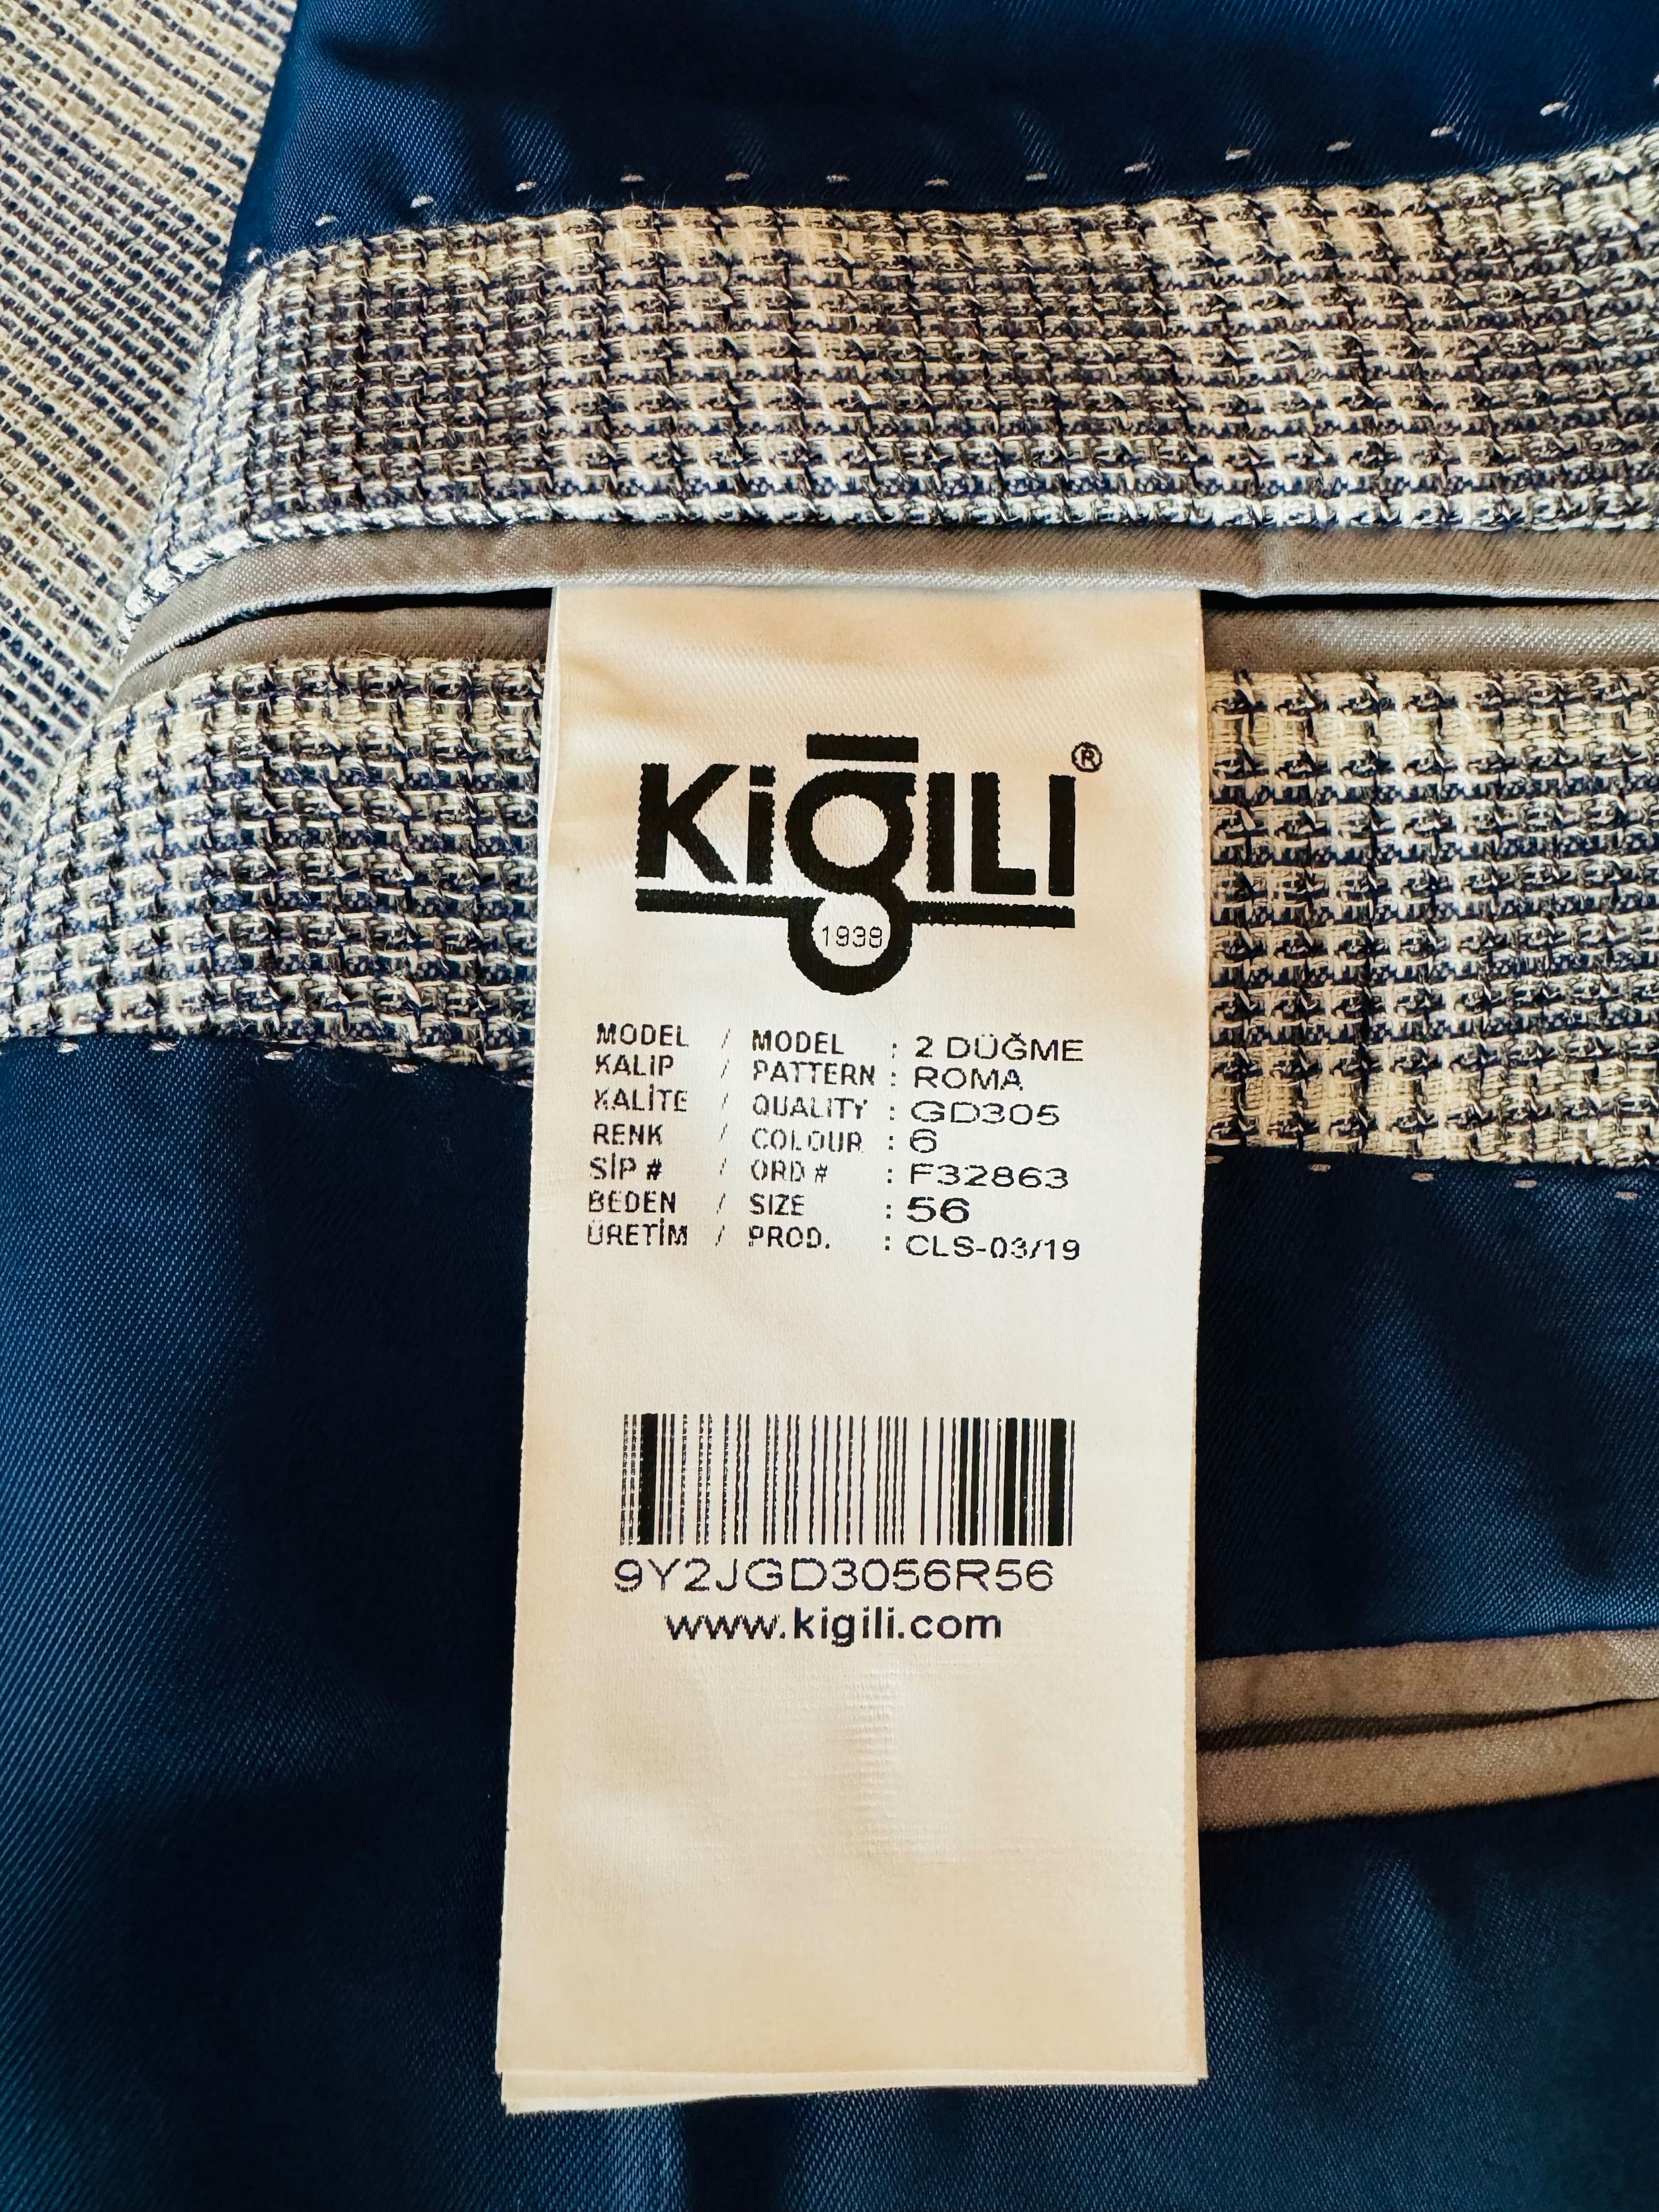 Kiğılı®
1938
MODEL / MODEL : 2 DÜĞME
KALIP / PATTERN : ROMA
KALİTE / QUALITY : GD305
RENK / COLOUR : 6
SİP # / ORD # : F32863
BEDEN / SIZE : 56
ÜRETİM / PROD. : CLS-03/19
9Y2JGD3056R56
www.kigili.com